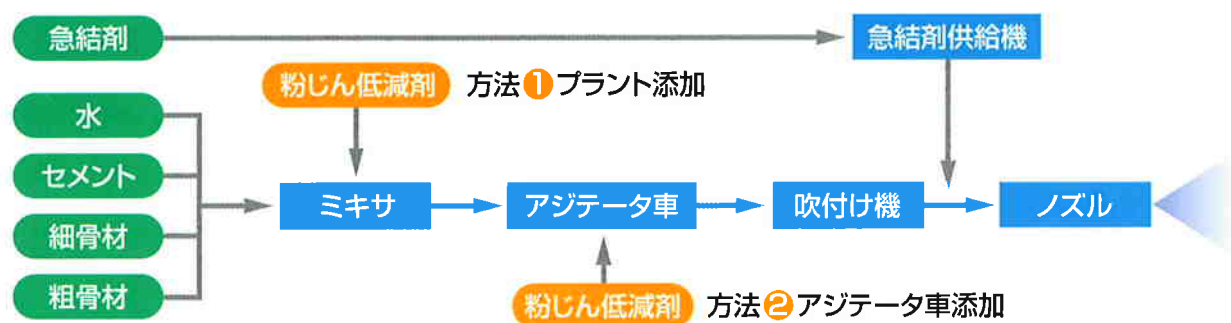 急結剤
急結剤供給機
粉じん低減剤 方法❶プラント添加
水
セメント
細骨材
粗骨材
ミキサ
アジテータ車
吹付け機
ノズル
粉じん低減剤 方法❷アジテータ車添加